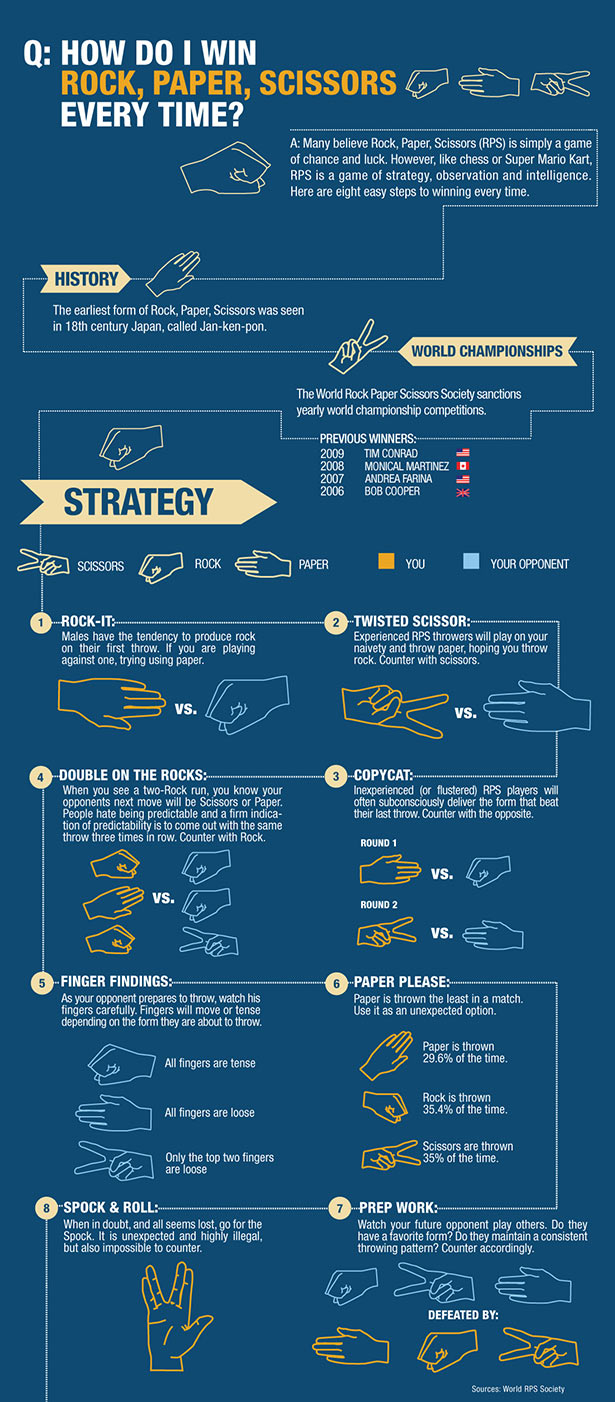 Q: HOW DO I WIN
ROCK, PAPER, SCISSORS
EVERY TIME?
A: Many believe Rock, Paper, Scissors (RPS) is simply a game
of chance and luck. However, like chess or Super Mario Kart,
RPS is a game of strategy, observation and intelligence.
Here are eight easy steps to winning every time.
HISTORY
The earliest form of Rock, Paper, Scissors was seen
in 18th century Japan, called Jan-ken-pon.
WORLD CHAMPIONSHIPS
The World Rock Paper Scissors Society sanctions
yearly world championship competitions.
PREVIOUS WINNERS:
2009 TIM CONRAD
2008 MONICAL MARTINEZ
2007 ANDREA FARINA
2006 BOB COOPER
STRATEGY
SCISSORS
ROCK
PAPER
YOU
YOUR OPPONENT
1 ROCK-IT:
Males have the tendency to produce rock
on their first throw. If you are playing
against one, trying using paper.
VS.
2 TWISTED SCISSOR:
Experienced RPS throwers will play on your
naivety and throw paper, hoping you throw
rock. Counter with scissors.
VS.
3 COPYCAT:
Inexperienced (or flustered) RPS players will
often subconsciously deliver the form that beat
their last throw. Counter with the opposite.
ROUND 1
VS.
ROUND 2
VS.
4 DOUBLE ON THE ROCKS:
When you see a two-Rock run, you know your
opponents next move will be Scissors or Paper.
People hate being predictable and a firm indica-
tion of predictability is to come out with the same
throw three times in row. Counter with Rock.
VS.
5 FINGER FINDINGS:
As your opponent prepares to throw, watch his
fingers carefully. Fingers will move or tense
depending on the form they are about to throw.
All fingers are tense
All fingers are loose
Only the top two fingers
are loose
6 PAPER PLEASE:
Paper is thrown the least in a match.
Use it as an unexpected option.
Paper is thrown
29.6% of the time.
Rock is thrown
35.4% of the time.
Scissors are thrown
35% of the time.
7 PREP WORK:
Watch your future opponent play others. Do they
have a favorite form? Do they maintain a consistent
throwing pattern? Counter accordingly.
DEFEATED BY:
8 SPOCK & ROLL:
When in doubt, and all seems lost, go for the
Spock. It is unexpected and highly illegal,
but also impossible to counter.
Sources: World RPS Society